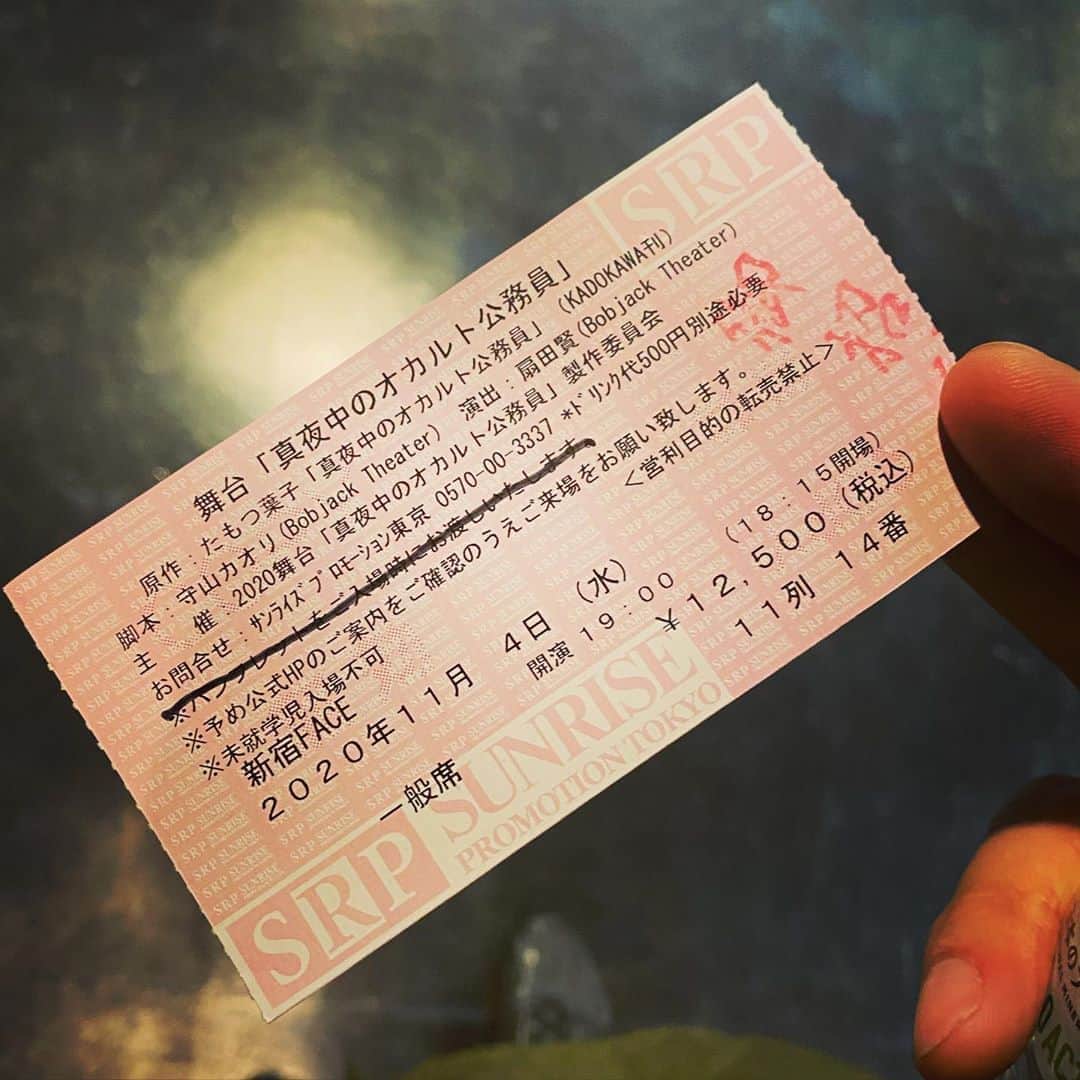 SRP
舞台「真夜中のオカルト公務員」
原作：たもつ葉子「真夜中のオカルト公務員」（KADOKAWA刊）
脚本：守山カオリ(Bobjack Theater)　演出：扇田賢(Bobjack Theater)
主　催：2020舞台「真夜中のオカルト公務員」製作委員会
お問合せ：ｻﾝﾗｲｽﾞﾌﾟﾛﾓｰｼｮﾝ東京 0570-00-3337 *ﾄﾞﾘﾝｸ代500円別途必要
※パンフレットをご入場時にお渡しいたします。
※予め公式HPのご案内をご確認のうえご来場をお願い致します。
※未就学児入場不可　＜営利目的の転売禁止＞
新宿FACE
２０２０年１１月　４日（水）　（１８：１５開場）
開演　１９：００
￥１２，５００（税込）
一般席　１１列　１４番
SRP SUNRISE
PROMOTION TOKYO